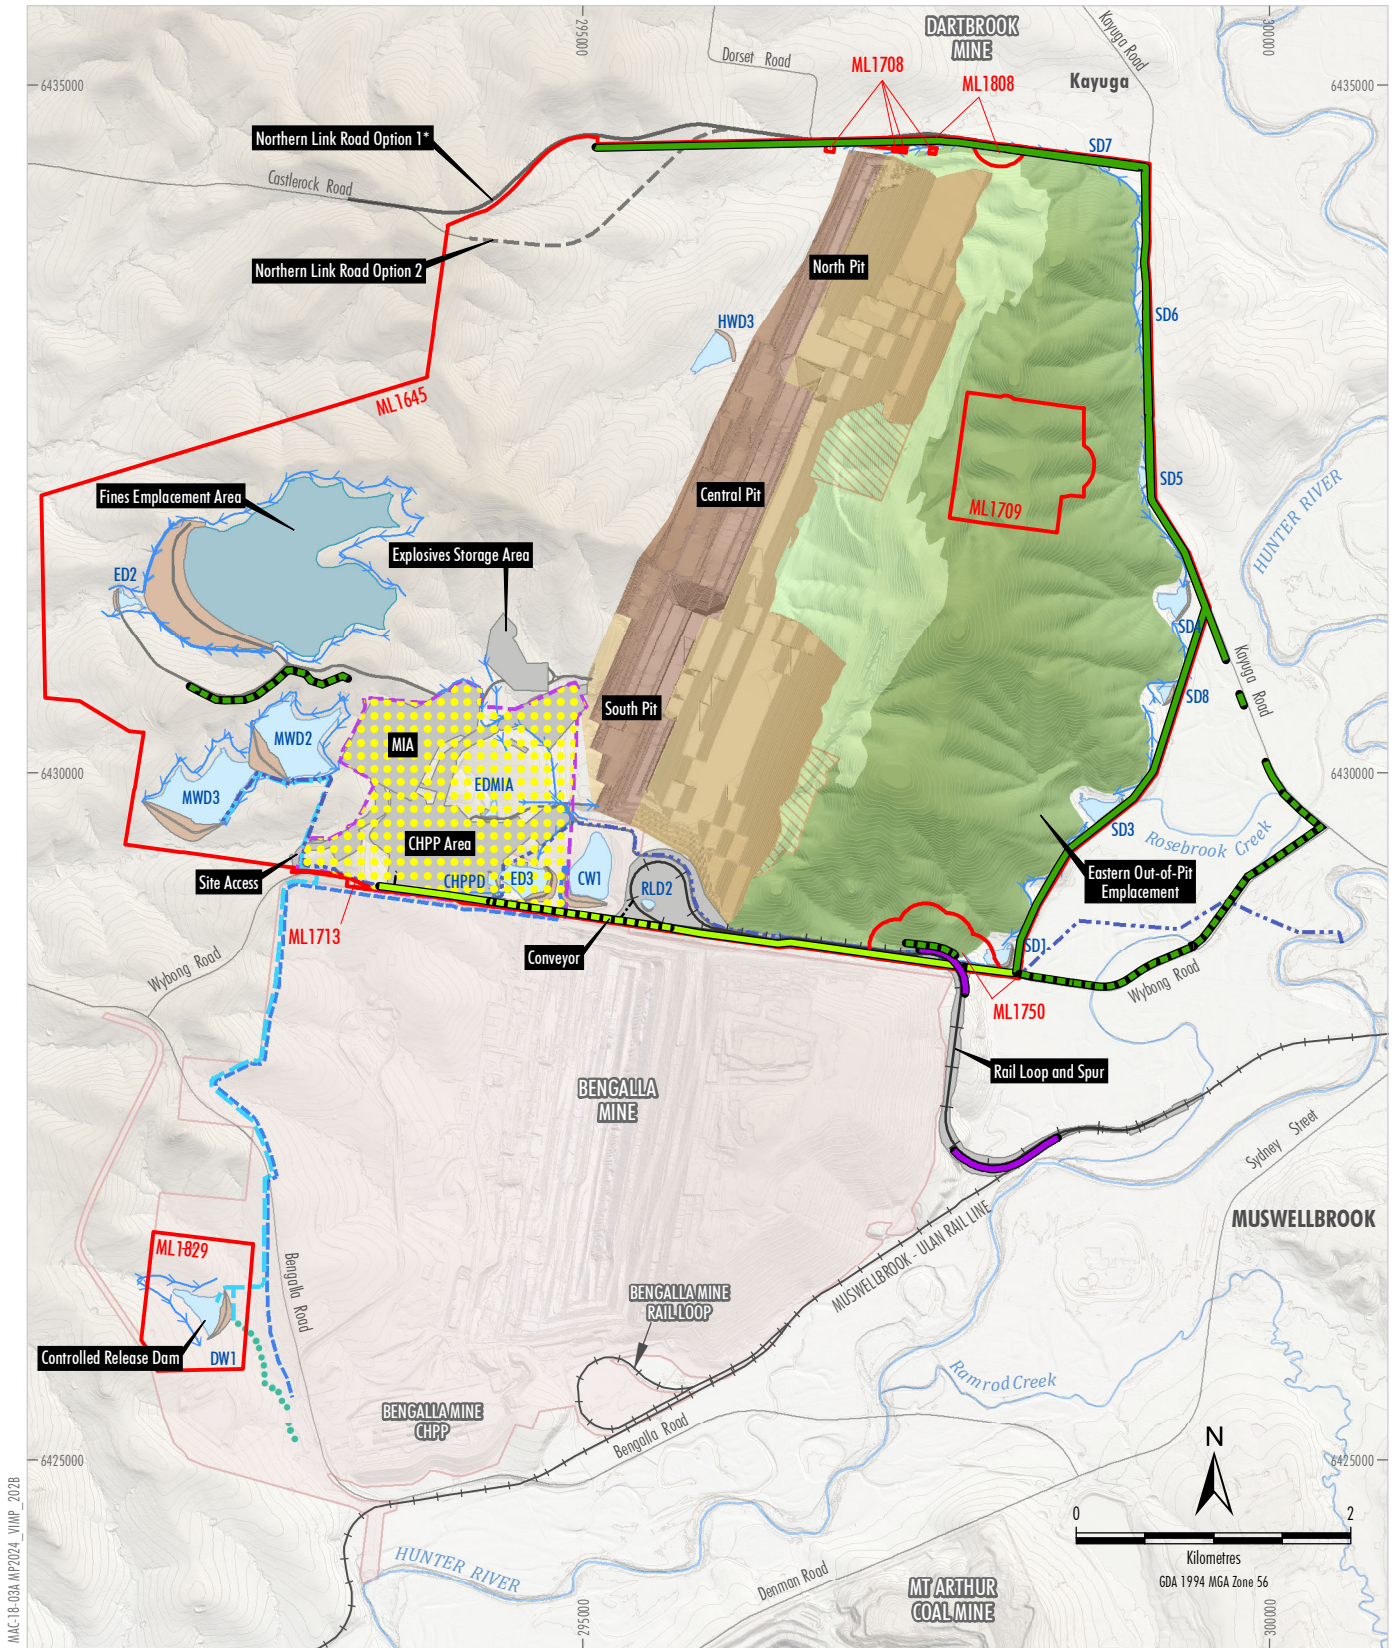 295000
300000
DARTBROOK
MINE
Kayuga Road
Dorset Road
ML1708
ML1808
Kayuga
6435000
6435000
Northern Link Road Option 1*
SD7
Castlerock Road
Northern Link Road Option 2
North Pit
HWD3
SD6
ML1645
HUNTER RIVER
Fines Emplacement Area
Central Pit
SD5
ML1709
Explosives Storage Area
ED2
SD4
Kayuga Road
SD8
South Pit
MWD2
MIA
6430000
6430000
EDMIA
MWD3
SD3
Rosebrook Creek
CHPP Area
Site Access
CHPPD
ED3
CW1
RLD2
Eastern Out-of-Pit
Emplacement
ML1713
SD1
Conveyor
Wybong Road
Wybong Road
ML1750
Rail Loop and Spur
BENGALLA
MINE
Sydney Street
MUSWELLBROOK
ML1829
MUSWELLBROOK - ULAN RAIL LINE
Bengalla Road
BENGALLA MINE
RAIL LOOP
Controlled Release Dam
DW1
Ramrod Creek
BENGALLA MINE
CHPP
Bengalla Road
N
6425000
6425000
0
2
Kilometres
GDA 1994 MGA Zone 56
HUNTER RIVER
Denman Road
MT ARTHUR
COAL MINE
295000
300000
MAC-18-03A MP2024_VIMP_202B